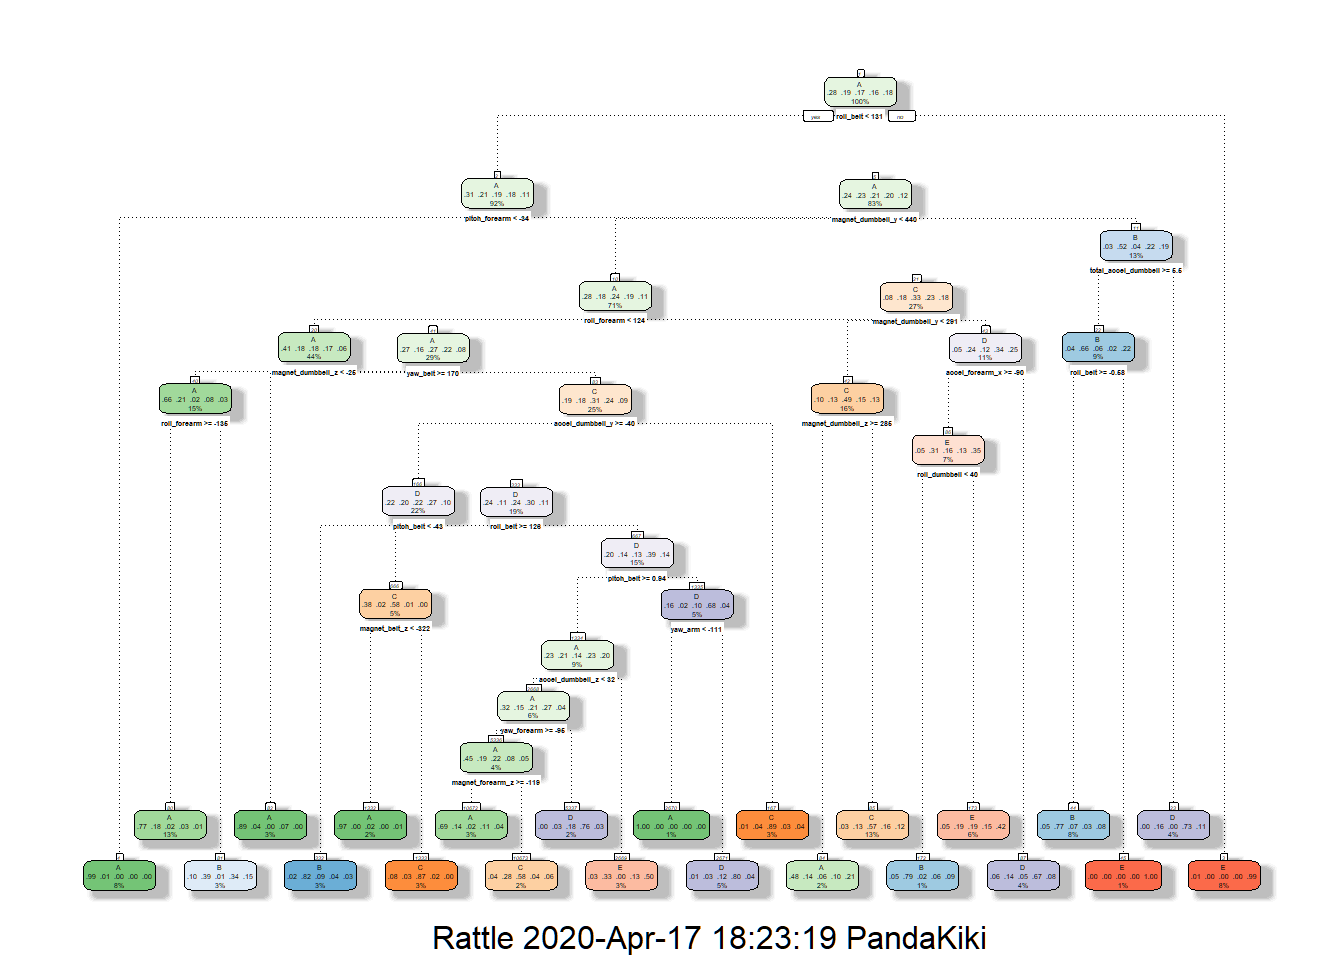 A
.28 .19 .17 .16 .18
100%
yes
roll_belt < 131
no
A
.31 .21 .19 .18 .11
92%
pitch_forearm < -34
A
.24 .23 .21 .20 .12
83%
magnet_dumbbell_y < 440
B
.03 .52 .04 .22 .19
13%
total_accel_dumbbell >= 5.5
A
.28 .18 .24 .19 .11
71%
roll_forearm < 124
C
.08 .18 .33 .23 .18
27%
magnet_dumbbell_y < 291
A
.41 .18 .18 .17 .06
44%
magnet_dumbbell_z < -25
A
.27 .16 .27 .22 .08
29%
yaw_belt >= 170
D
.05 .24 .12 .34 .25
11%
accel_forearm_x >= -90
B
.04 .66 .06 .02 .22
9%
roll_belt >= -0.58
A
.66 .21 .02 .08 .03
15%
roll_forearm >= -135
C
.19 .18 .31 .24 .09
25%
accel_dumbbell_y >= -40
C
.10 .13 .49 .15 .13
16%
magnet_dumbbell_z >= 285
E
.05 .31 .16 .13 .35
7%
roll_dumbbell < 40
D
.22 .20 .22 .27 .10
22%
pitch_belt < -43
D
.24 .11 .24 .30 .11
19%
roll_belt >= 126
D
.20 .14 .13 .39 .14
15%
pitch_belt >= 0.94
C
.38 .02 .58 .01 .00
5%
magnet_belt_z < -322
D
.16 .02 .10 .68 .04
5%
yaw_arm < -111
A
.23 .21 .14 .23 .20
9%
accel_dumbbell_z < 32
A
.32 .15 .21 .27 .04
6%
yaw_forearm >= -95
A
.45 .19 .22 .08 .05
4%
magnet_forearm_z >= -119
A
.77 .18 .02 .03 .01
13%
A
.89 .04 .00 .07 .00
3%
A
.97 .00 .02 .00 .01
2%
A
.69 .14 .02 .11 .04
3%
D
.00 .03 .18 .76 .03
2%
A
1.00 .00 .00 .00 .00
1%
C
.01 .04 .89 .03 .04
3%
C
.03 .13 .57 .16 .12
13%
E
.05 .19 .19 .15 .42
6%
B
.05 .77 .07 .03 .08
8%
D
.00 .16 .00 .73 .11
4%
A
.99 .01 .00 .00 .00
8%
B
.10 .39 .01 .34 .15
3%
B
.02 .82 .09 .04 .03
3%
C
.08 .03 .87 .02 .00
3%
C
.04 .28 .58 .04 .06
2%
E
.03 .33 .00 .13 .50
3%
D
.01 .03 .12 .80 .04
5%
A
.48 .14 .06 .10 .21
2%
B
.05 .79 .02 .06 .09
1%
D
.06 .14 .05 .67 .08
4%
E
.00 .00 .00 .00 1.00
1%
E
.01 .00 .00 .00 .99
8%
Rattle 2020-Apr-17 18:23:19 PandaKiki